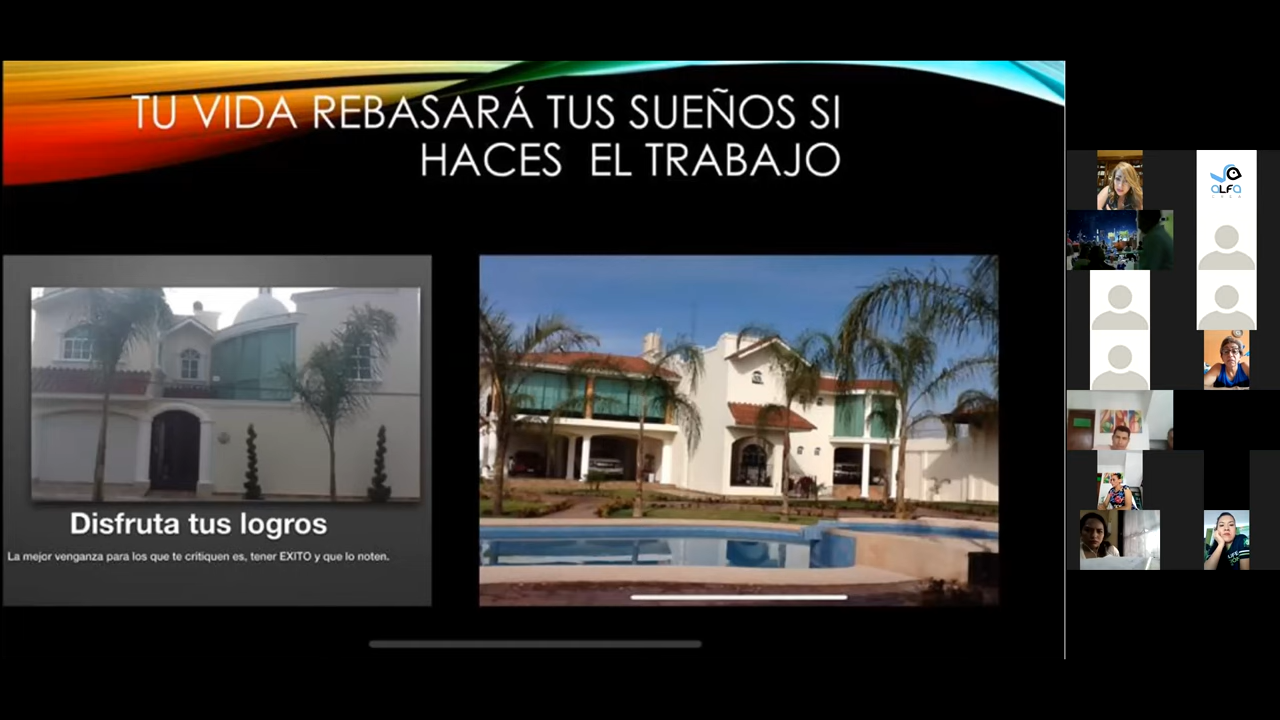 TU VIDA REBASARÁ TUS SUEÑOS SI
HACES EL TRABAJO
Disfruta tus logros
La mejor venganza para los que te critiquen es, tener EXITO y que lo noten.
ALFA